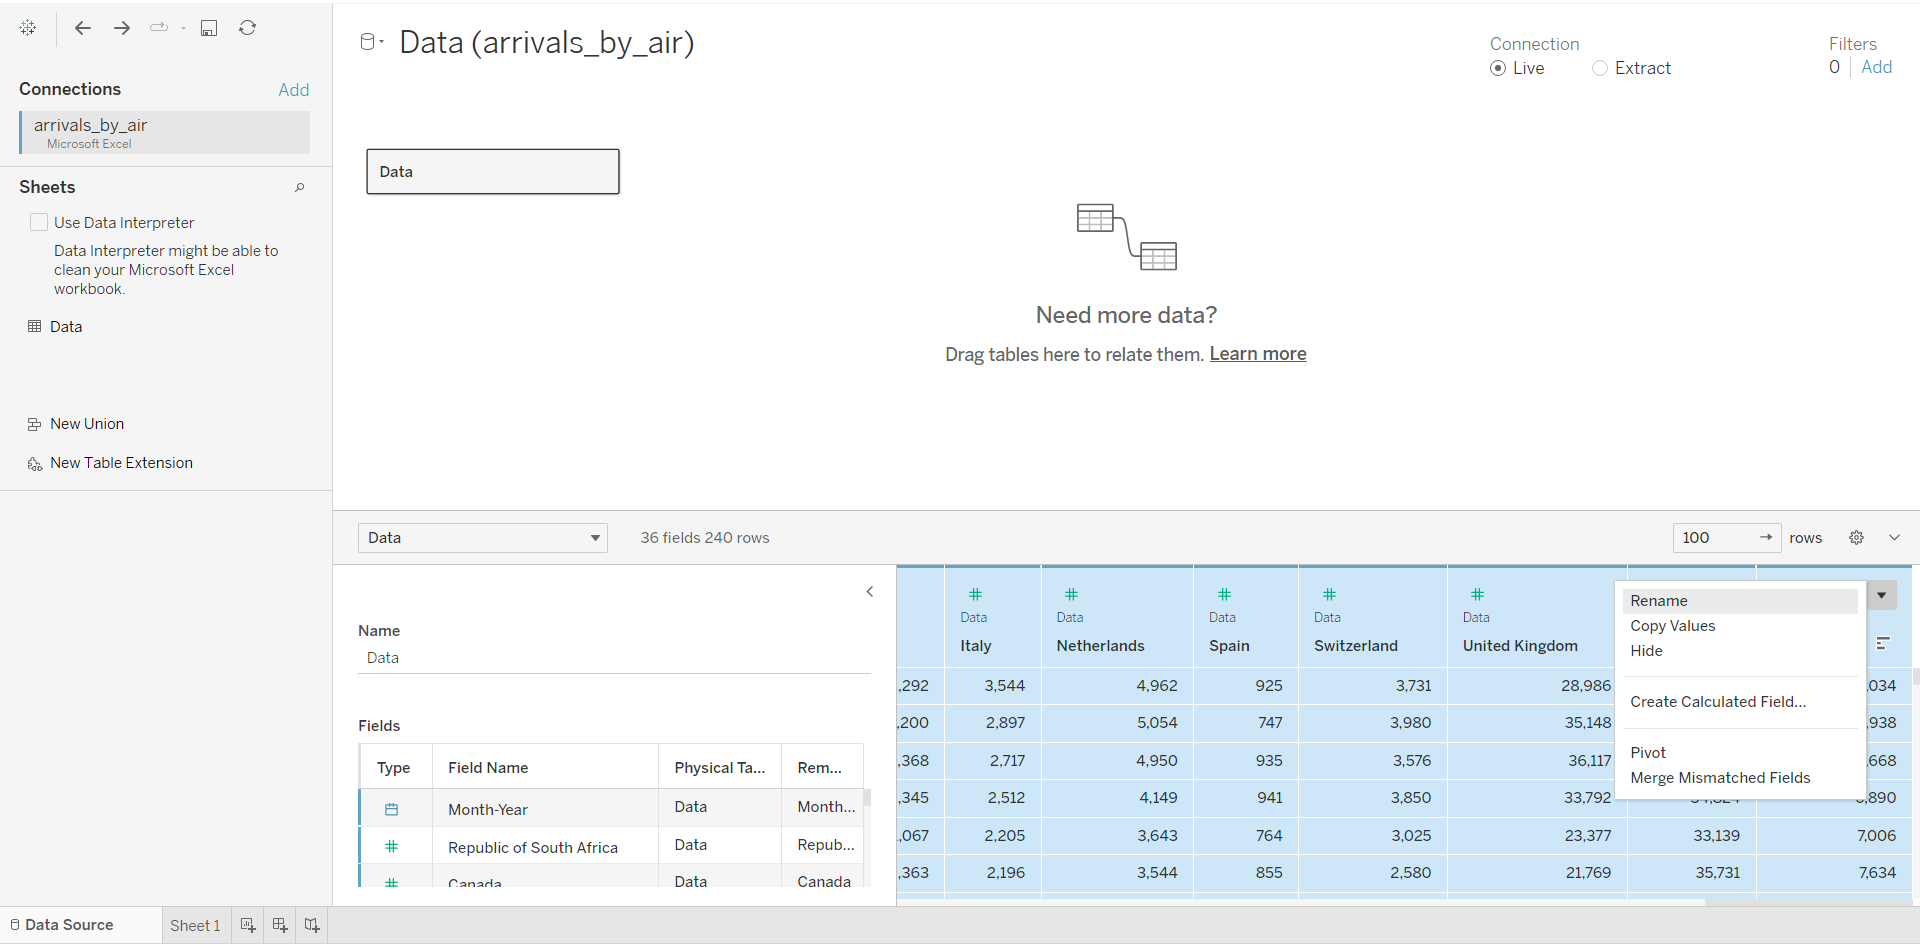 Data (arrivals_by_air)
Connection
Live
Extract
Filters
0
Add
Connections
Add
arrivals_by_air
Microsoft Excel
Sheets
Use Data Interpreter
Data Interpreter might be able to
clean your Microsoft Excel
workbook.
Data
New Union
New Table Extension
Data
Need more data?
Drag tables here to relate them. Learn more
Data
36 fields 240 rows
100
rows
Name
Data
Fields
Type Field Name Physical Ta... Rem...
Month-Year Data Month...
Republic of South Africa Data Repub...
Canada Data Canada
Data Data Data Data Data
Italy Netherlands Spain Switzerland United Kingdom
,292 3,544 4,962 925 3,731 28,986 ,034
,200 2,897 5,054 747 3,980 35,148 ,938
,368 2,717 4,950 935 3,576 36,117 ,668
,345 2,512 4,149 941 3,850 33,792 ,890
,067 2,205 3,643 764 3,025 23,377 33,139 7,006
,363 2,196 3,544 855 2,580 21,769 35,731 7,634
Rename
Copy Values
Hide
Create Calculated Field...
Pivot
Merge Mismatched Fields
Data Source
Sheet 1